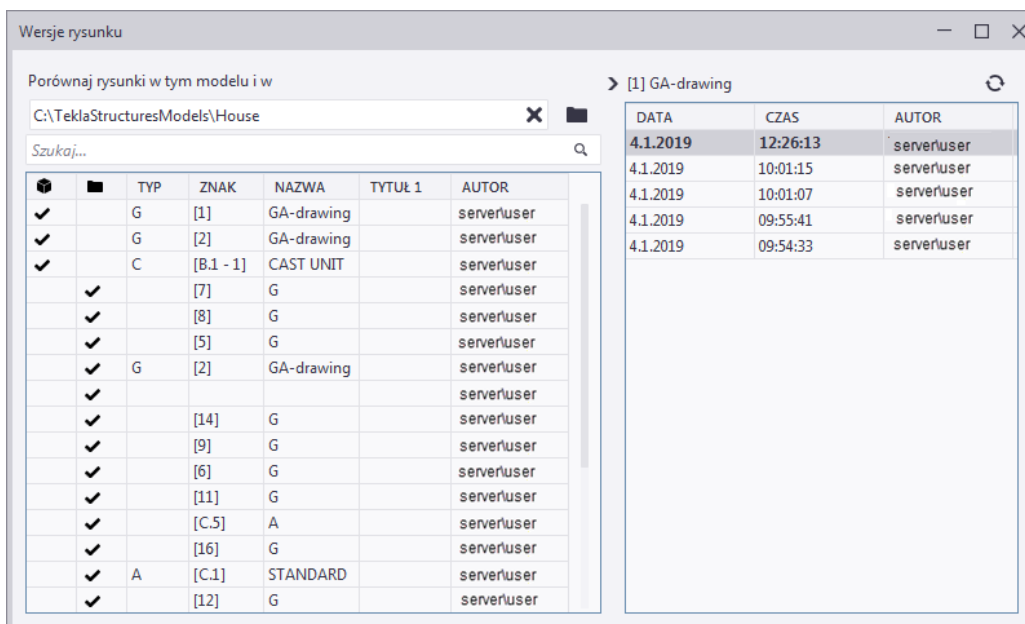 Wersje rysunku
Porównaj rysunki w tym modelu i w
C:\TeklaStructuresModels\House
Szukaj...
TYP ZNAK NAZWA TYTUŁ 1 AUTOR
G [1] GA-drawing server\user
G [2] GA-drawing server\user
C [B.1 - 1] CAST UNIT server\user
[7] G server\user
[8] G server\user
[5] G server\user
G [2] GA-drawing server\user
server\user
[14] G server\user
[9] G server\user
[6] G server\user
[11] G server\user
[C.5] A server\user
[16] G server\user
A [C.1] STANDARD server\user
[12] G server\user
[1] GA-drawing
DATA CZAS AUTOR
4.1.2019 12:26:13 server\user
4.1.2019 10:01:15 server\user
4.1.2019 10:01:07 server\user
4.1.2019 09:55:41 server\user
4.1.2019 09:54:33 server\user